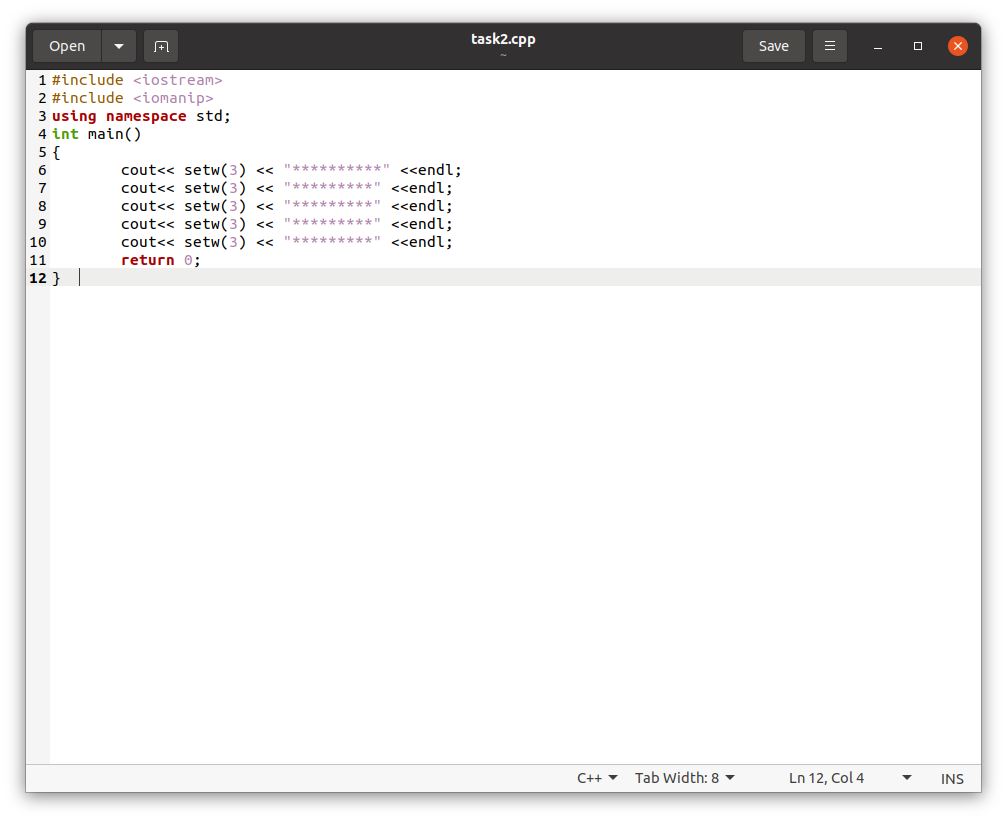 Open
task2.cpp
~
Save
1 #include <iostream>
2 #include <iomanip>
3 using namespace std;
4 int main()
5 {
6 cout<< setw(3) << "**********" <<endl;
7 cout<< setw(3) << "*********" <<endl;
8 cout<< setw(3) << "*********" <<endl;
9 cout<< setw(3) << "*********" <<endl;
10 cout<< setw(3) << "*********" <<endl;
11 return 0;
12 }
C++ Tab Width: 8 Ln 12, Col 4 INS